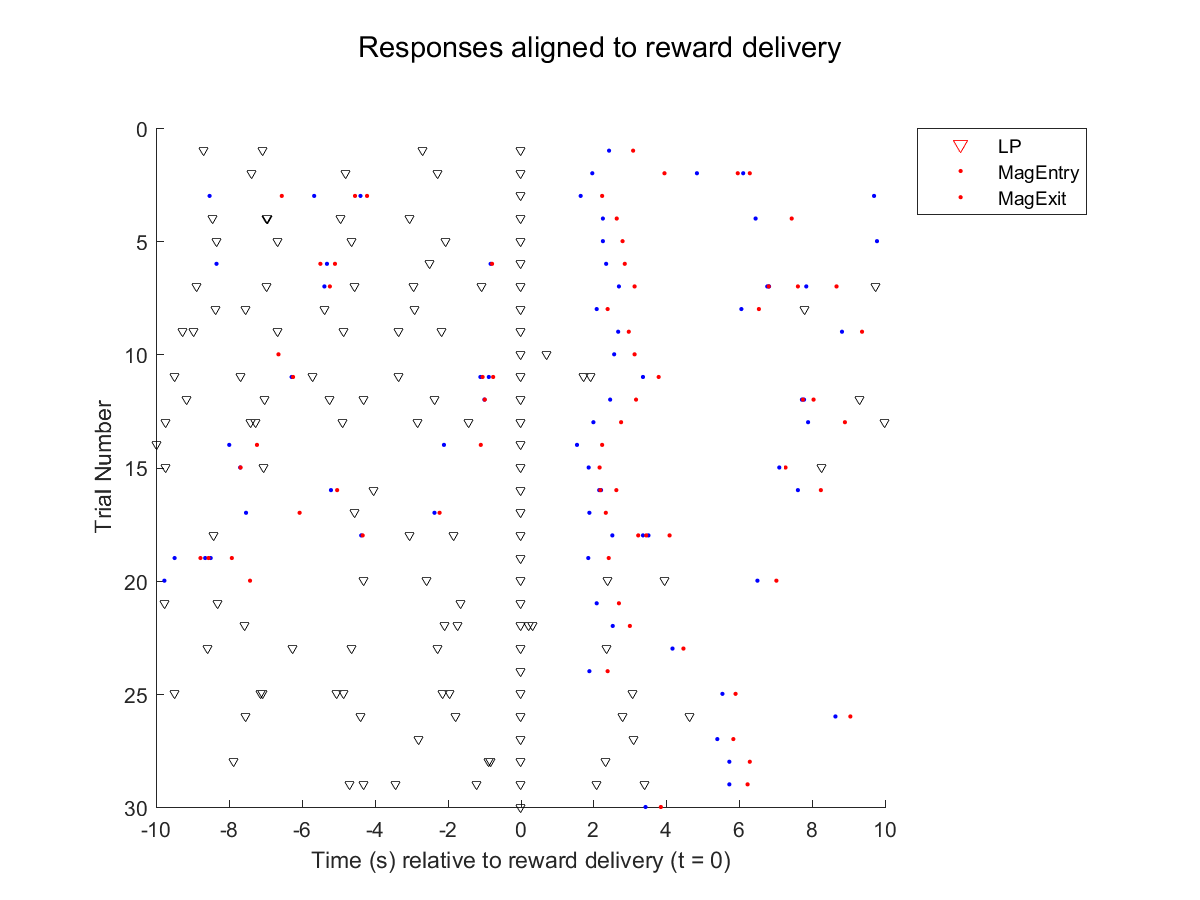 Responses aligned to reward delivery
LP
MagEntry
MagExit
Trial Number
0
5
10
15
20
25
30
-10 -8 -6 -4 -2 0 2 4 6 8 10
Time (s) relative to reward delivery (t = 0)